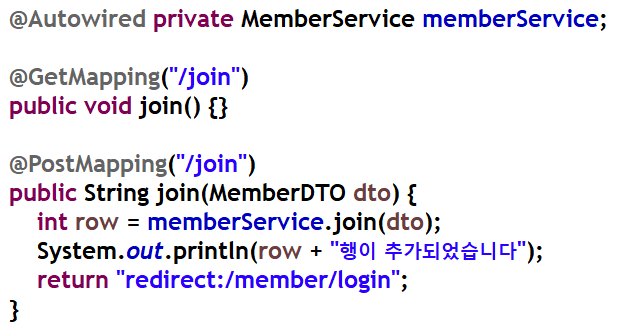 @Autowired private MemberService memberService;
@GetMapping("/join")
public void join() {}
@PostMapping("/join")
public String join(MemberDTO dto) {
int row = memberService.join(dto);
System.out.println(row + "행이 추가되었습니다");
return "redirect:/member/login";
}